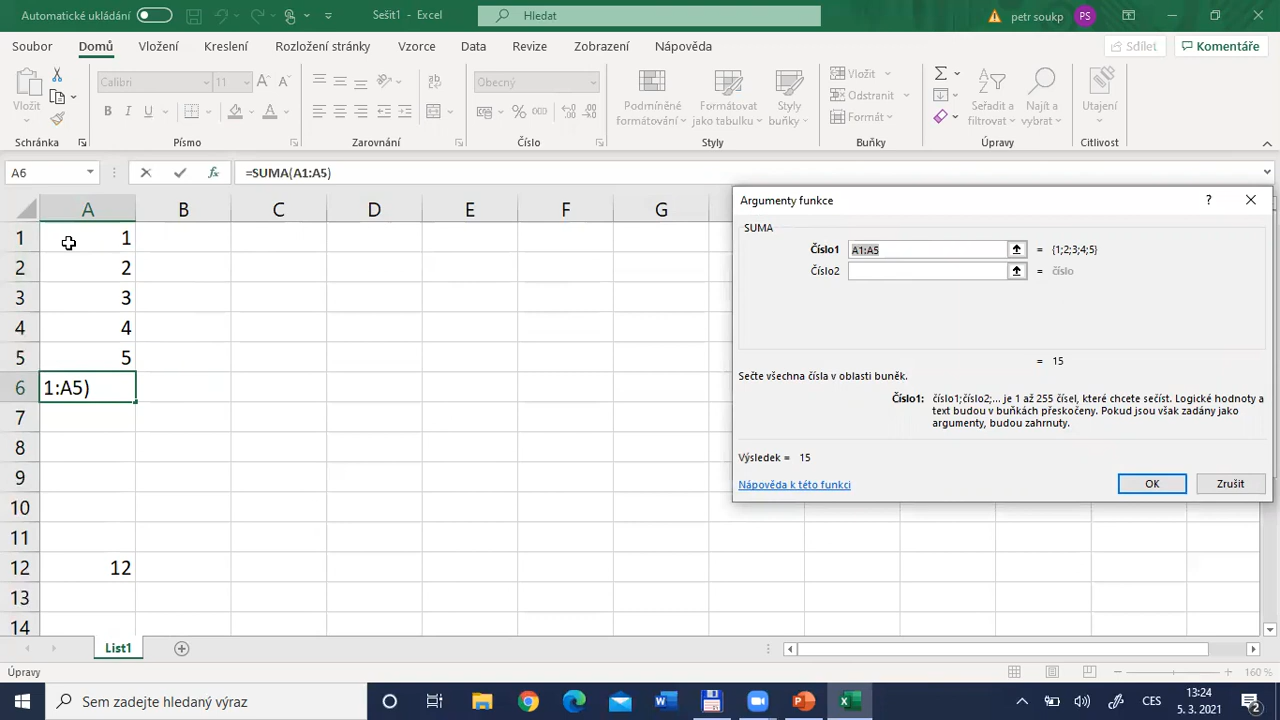 Automatické ukládání
Sešit1 - Excel
Hledat
petr soukp
PS
Soubor Domů Vložení Kreslení Rozložení stránky Vzorce Data Revize Zobrazení Nápověda
Sdílet Komentáře
Vložit
Calibri 11
Obecný
Podmíněné formátování
Formátovat jako tabulku
Styly buňky
Vložit
Odstranit
Formát
Seřadit a filtrovat
Najít a vybrat
Utajení
Schránka Písmo Zarovnání Číslo Styly Buňky Úpravy Citlivost
A6 =SUMA(A1:A5)
A B C D E F G
1 1
2 2
3 3
4 4
5 5
6 1:A5)
7
8
9
10
11
12 12
13
14
Argumenty funkce
SUMA
Číslo1 A1:A5 = {1;2;3;4;5}
Číslo2 = číslo
= 15
Sečte všechna čísla v oblasti buněk.
Číslo1: číslo1;číslo2;... je 1 až 255 čísel, které chcete sečíst. Logické hodnoty a
text budou v buňkách přeskočeny. Pokud jsou však zadány jako
argumenty, budou zahrnuty.
Výsledek = 15
Nápověda k této funkci
OK Zrušit
List1
Úpravy
160 %
Sem zadejte hledaný výraz
CES
13:24
5. 3. 2021
2